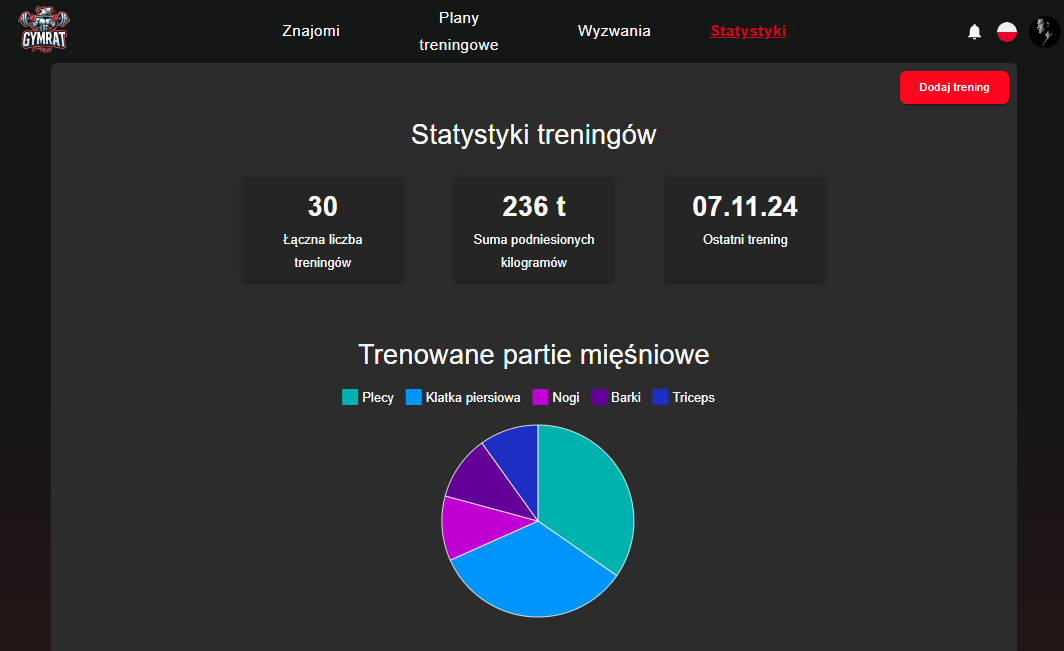 GYMRAT
Znajomi
Plany
treningowe
Wyzwania
Statystyki
Dodaj trening
Statystyki treningów
30
Łączna liczba
treningów
236 t
Suma podniesionych
kilogramów
07.11.24
Ostatni trening
Trenowane partie mięśniowe
Plecy
Klatka piersiowa
Nogi
Barki
Triceps